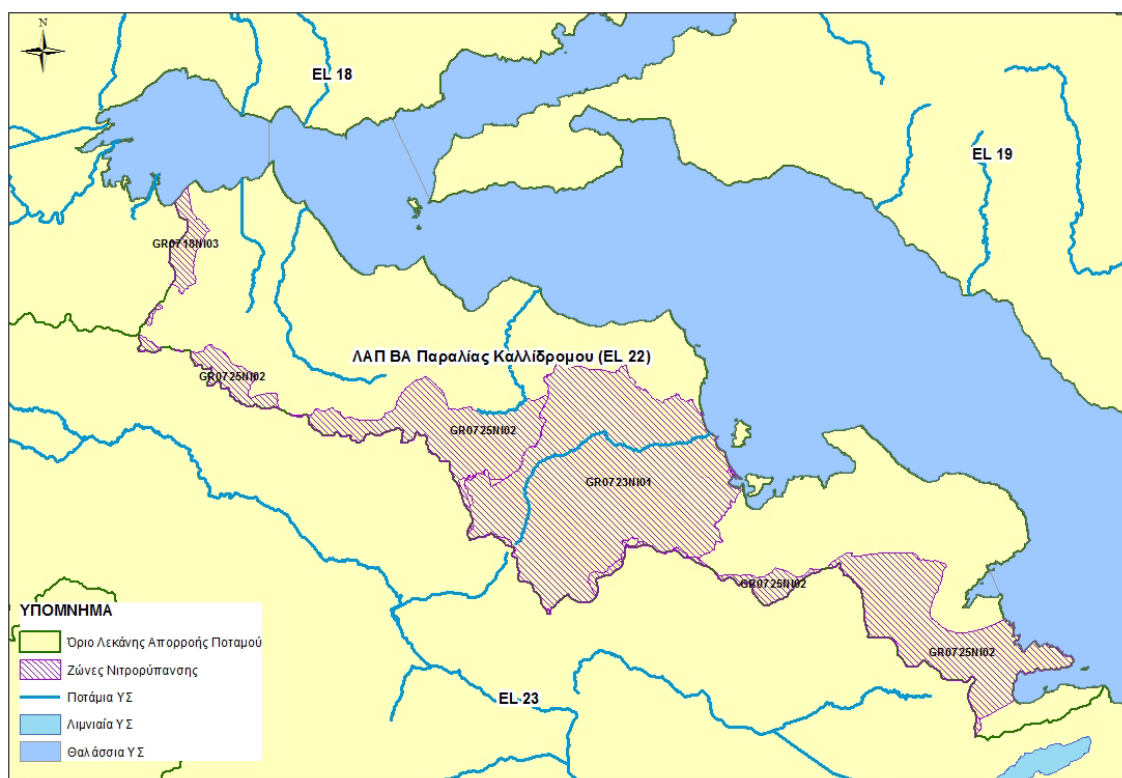 N
EL 18
EL 19
GR0718NI03
ΛΑΠ ΒΑ Παραλίας Καλλίδρομου (EL 22)
GR0725NI02
GR0725NI02
GR0723NI01
GR0725NI02
GR0725NI02
EL 23
ΥΠΟΜΝΗΜΑ
Όριο Λεκάνης Απορροής Ποταμού
Ζώνες Νιτρορύπανσης
Ποτάμια ΥΣ
Λιμνιαία ΥΣ
Θαλάσσια ΥΣ